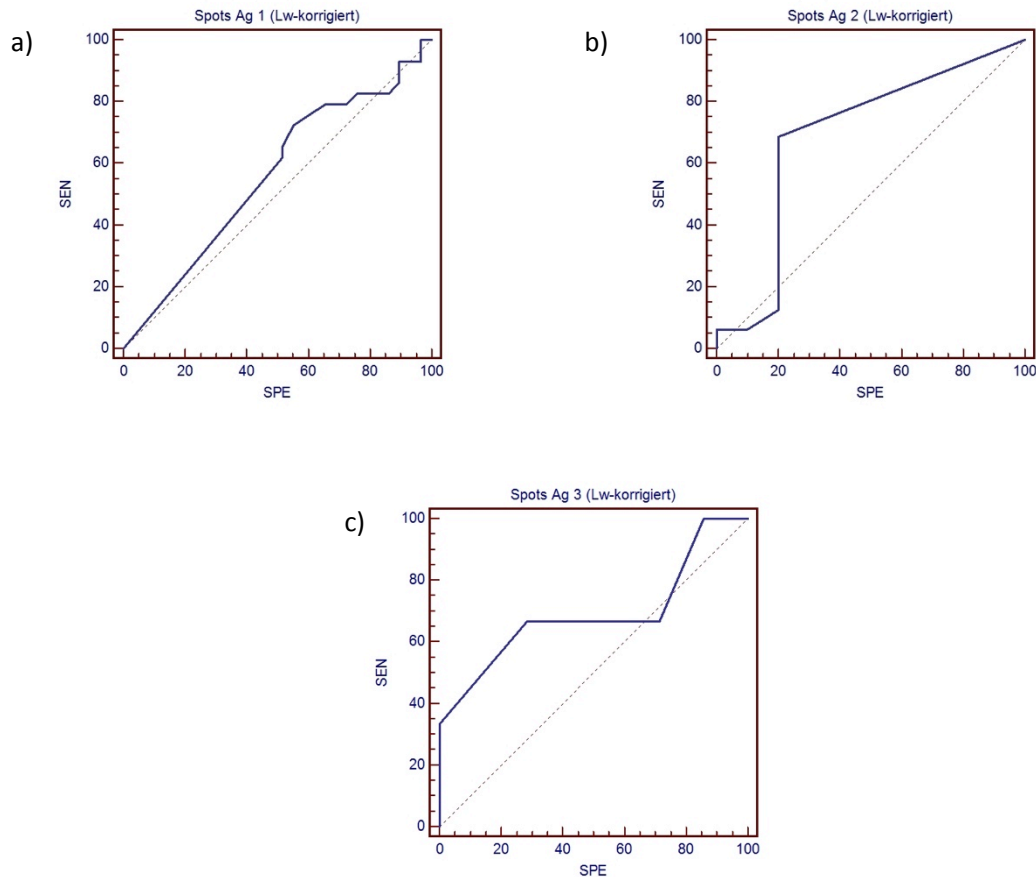 a)
Spots Ag 1 (Lw-korrigiert)
100
80
60
40
20
0
SEN
0 20 40 60 80 100
SPE
b)
Spots Ag 2 (Lw-korrigiert)
100
80
60
40
20
0
SEN
0 20 40 60 80 100
SPE
c)
Spots Ag 3 (Lw-korrigiert)
100
80
60
40
20
0
SEN
0 20 40 60 80 100
SPE